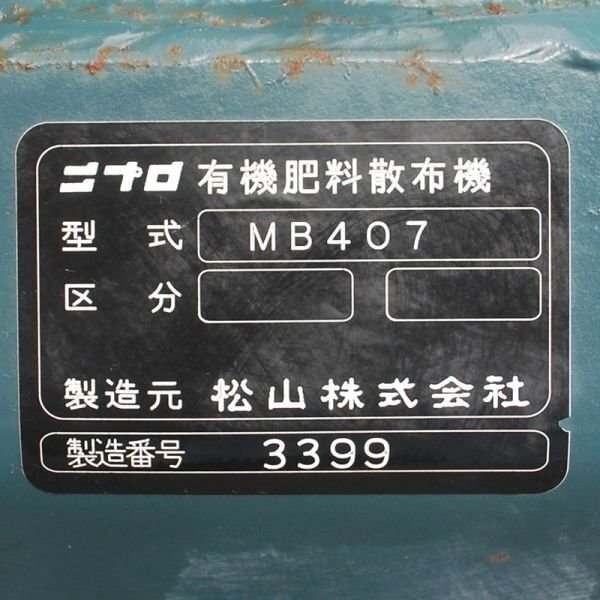 ニプロ 有機肥料散布機
型式 MB407
区分
製造元 松山株式会社
製造番号 3399